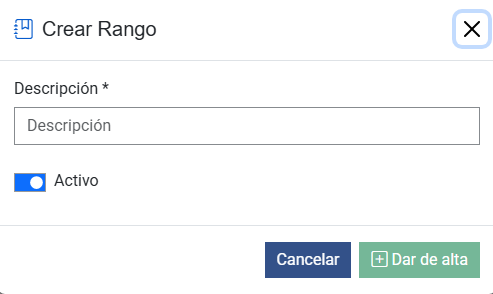 Crear Rango
Descripción *
Descripción
Activo
Cancelar
Dar de alta